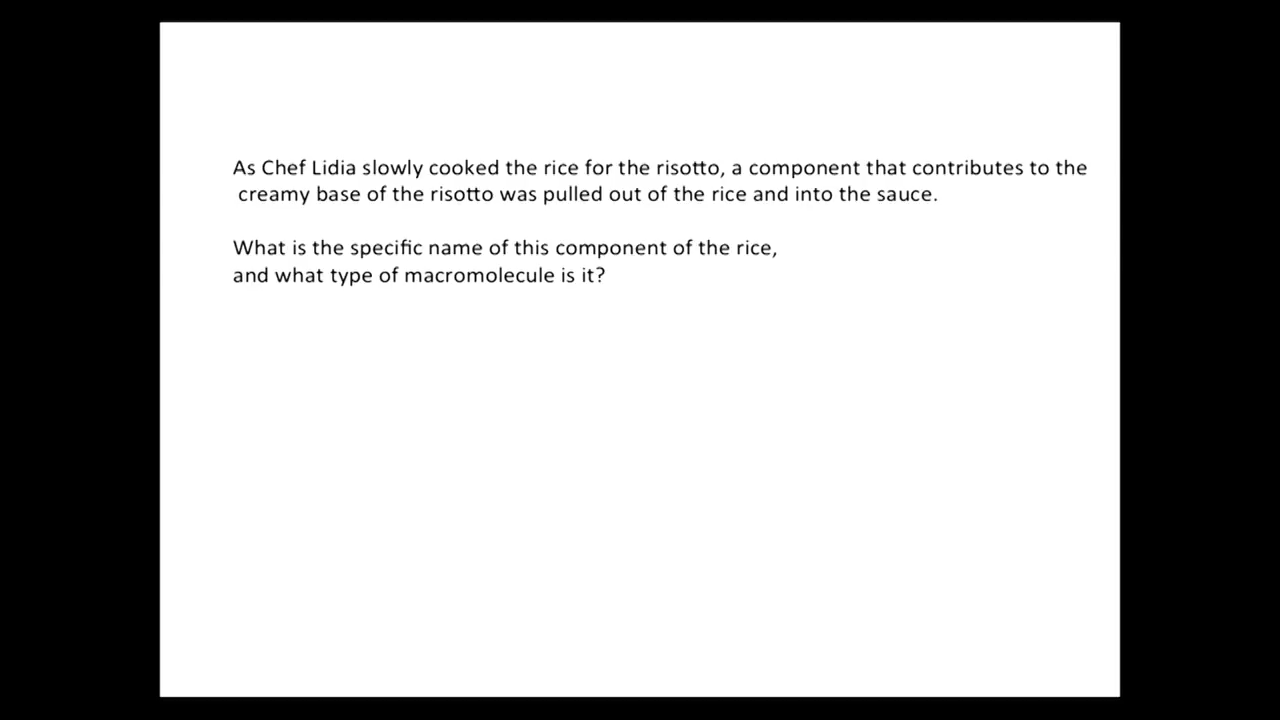 As Chef Lidia slowly cooked the rice for the risotto, a component that contributes to the
creamy base of the risotto was pulled out of the rice and into the sauce.
What is the specific name of this component of the rice,
and what type of macromolecule is it?